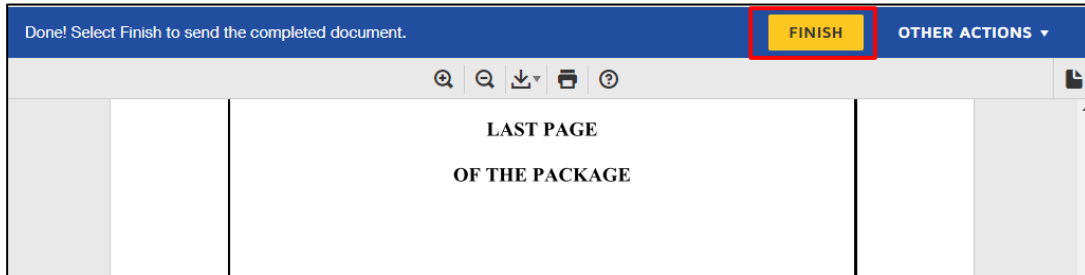 Done! Select Finish to send the completed document.
FINISH
OTHER ACTIONS
LAST PAGE
OF THE PACKAGE